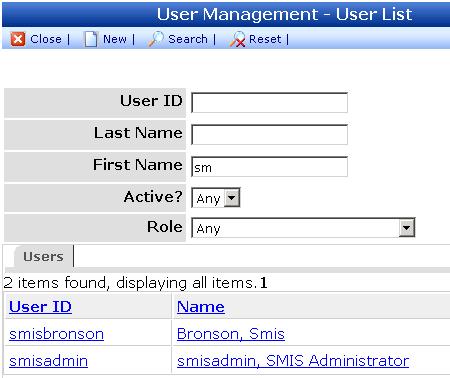 User Management - User List
Close | New | Search | Reset |
User ID
Last Name
First Name sm
Active? Any
Role Any
Users
2 items found, displaying all items.1
User ID Name
smisbronson Bronson, Smis
smisadmin smisadmin, SMIS Administrator